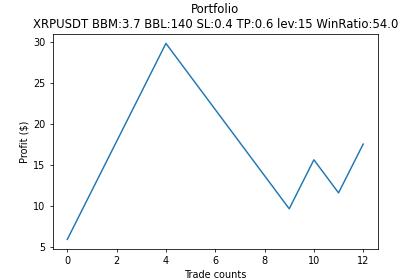 Portfolio
XRPUSDT BBM:3.7 BBL:140 SL:0.4 TP:0.6 lev:15 WinRatio:54.0
30
25
20
15
10
5
Profit ($)
0 2 4 6 8 10 12
Trade counts